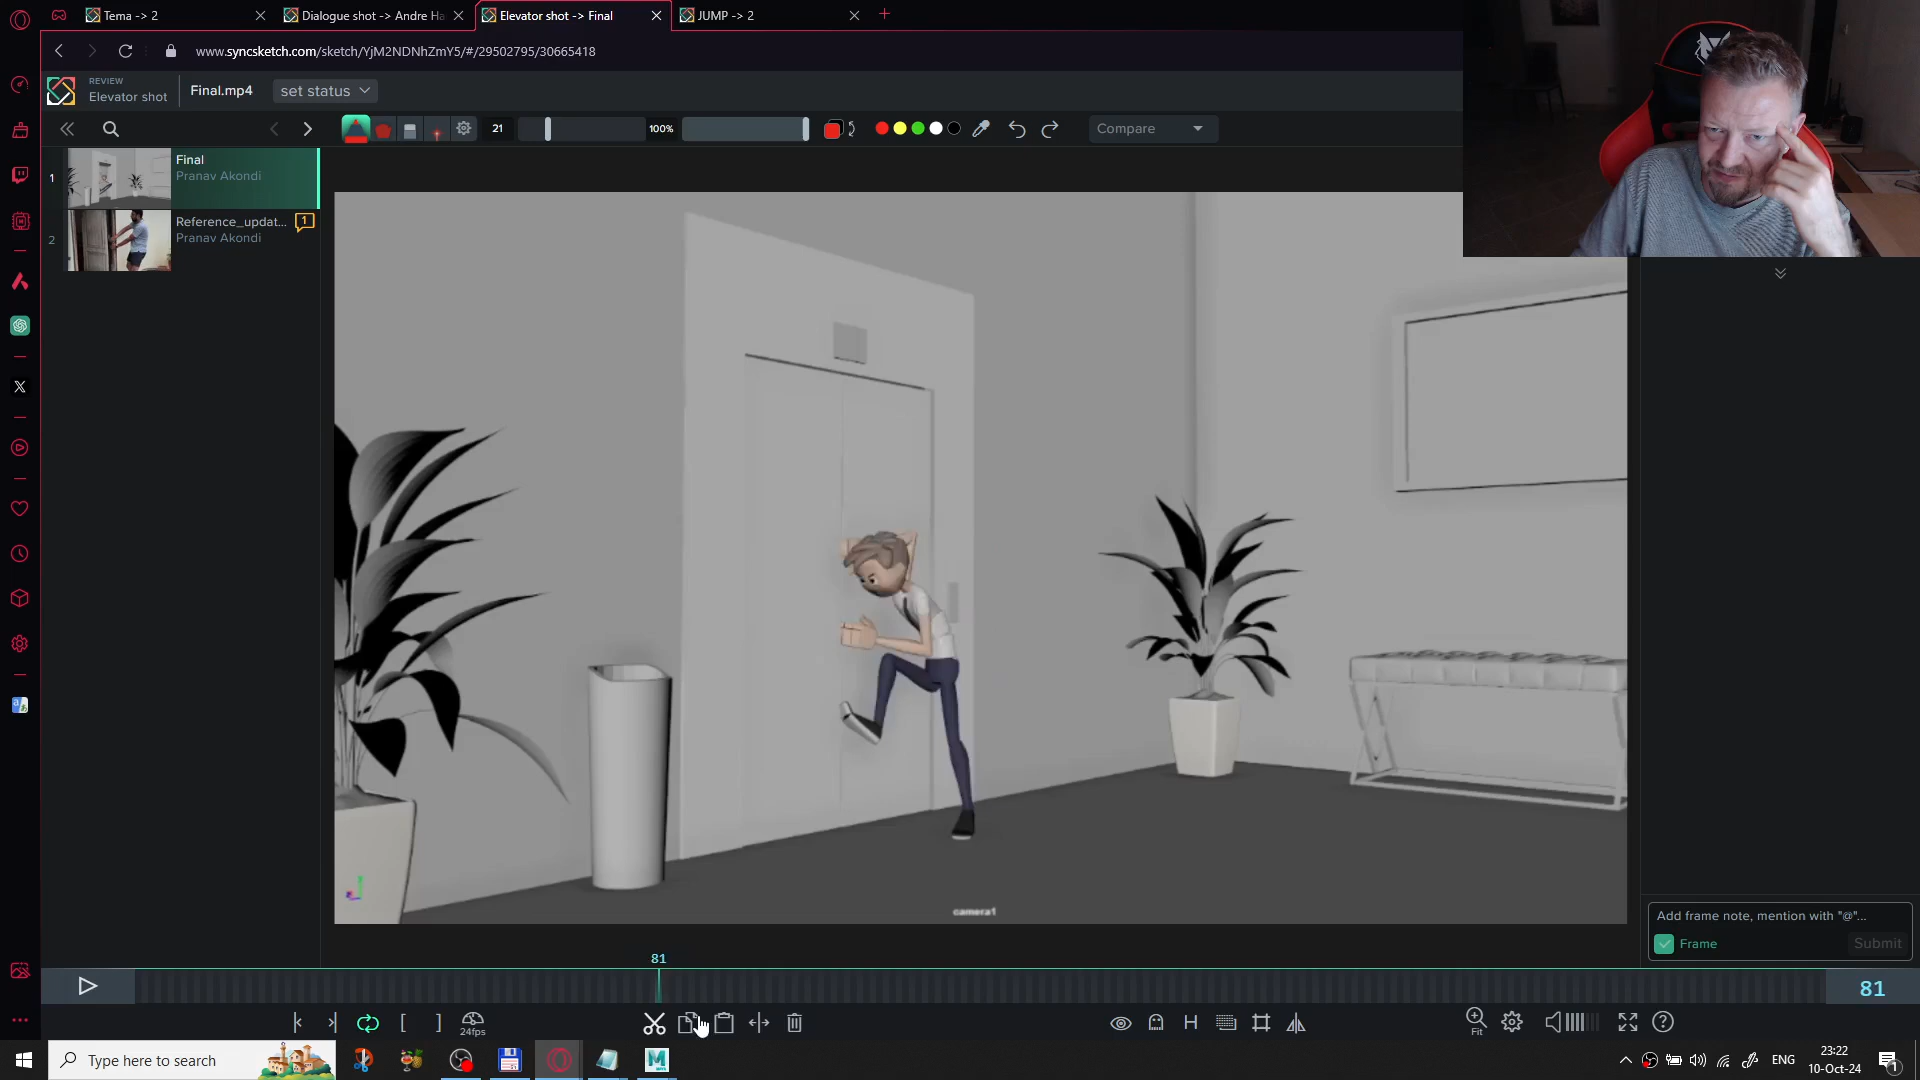 Tema -> 2
Dialogue shot -> Andre Ha
Elevator shot -> Final
JUMP -> 2
www.syncsketch.com/sketch/YjM2NDNhZmY5/#/29502795/30665418
REVIEW
Elevator shot
Final.mp4
set status
21
100%
Compare
1
Final
Pranav Akondi
2
Reference_updat...
1
Pranav Akondi
camera1
Add frame note, mention with "@"...
Frame
Submit
81
81
24fps
H
Fit
Type here to search
ENG
23:22
10-Oct-24
1